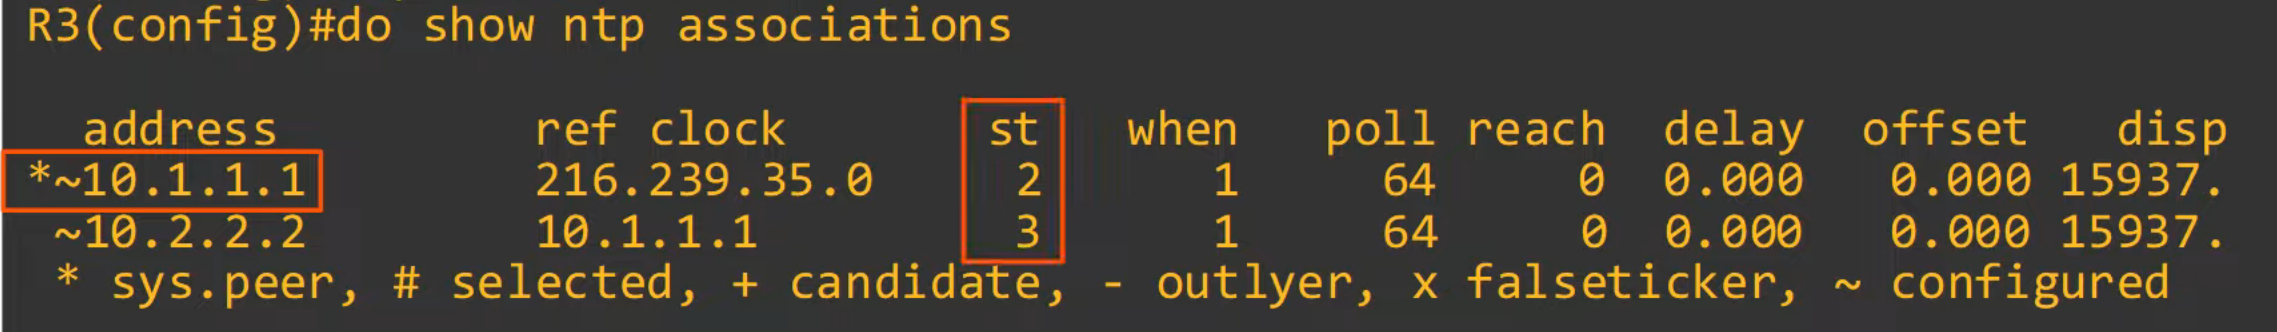 R3(config)#do show ntp associations
address ref clock st when poll reach delay offset disp
*~10.1.1.1 216.239.35.0 2 1 64 0 0.000 0.000 15937.
~10.2.2.2 10.1.1.1 3 1 64 0 0.000 0.000 15937.
* sys.peer, # selected, + candidate, - outlyer, x falseticker, ~ configured